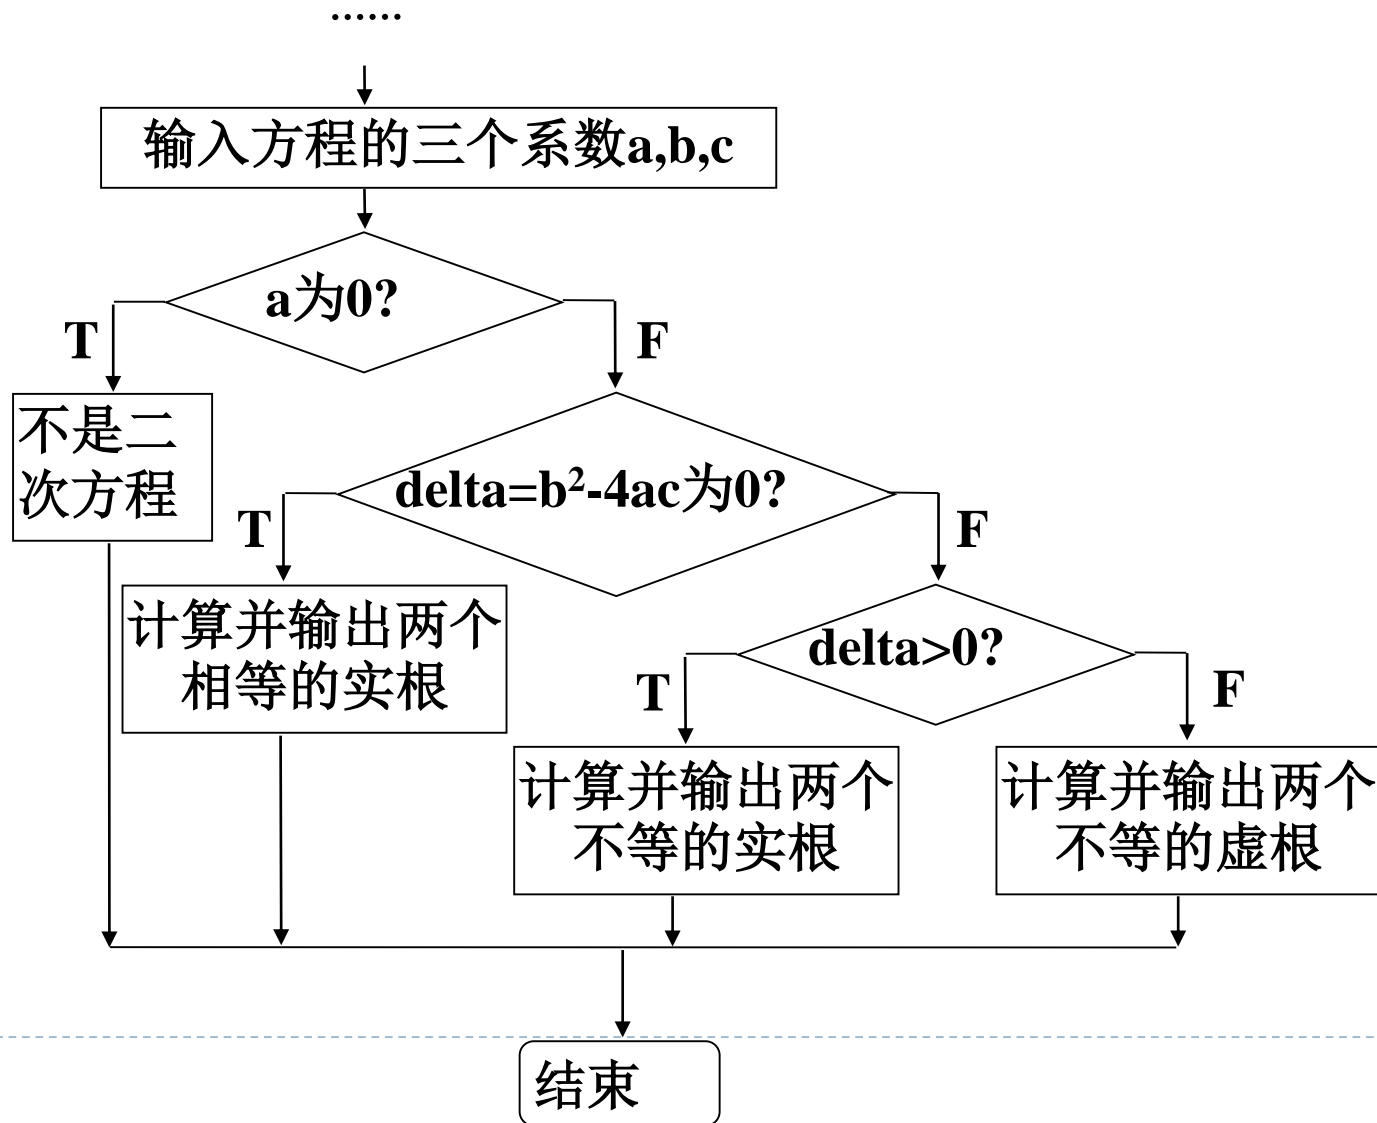 ……
输入方程的三个系数a,b,c
a为0?
T
F
不是二
次方程
delta=b²-4ac为0?
T
F
计算并输出两个
相等的实根
delta>0?
T
F
计算并输出两个
不等的实根
计算并输出两个
不等的虚根
结束